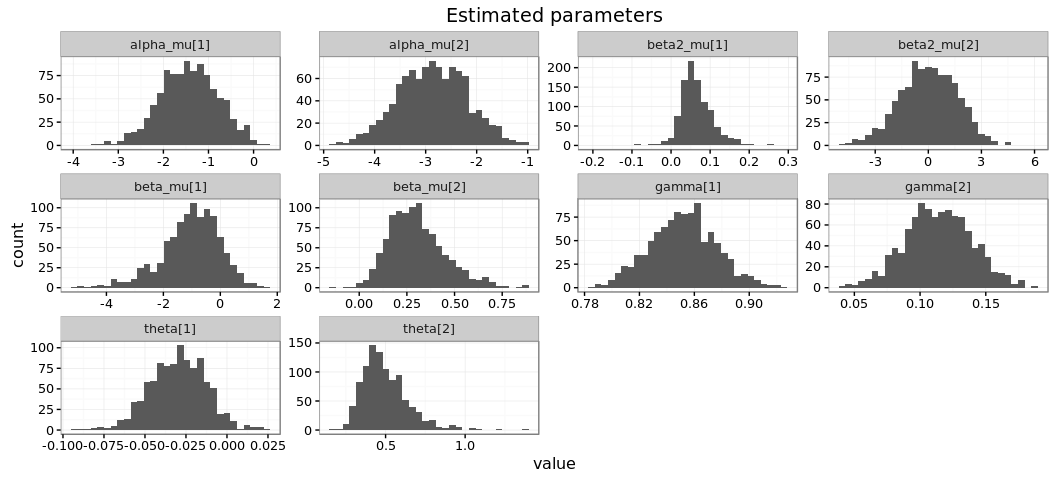 Estimated parameters
alpha_mu[1] alpha_mu[2] beta2_mu[1] beta2_mu[2]
75 50 25 0
-4 -3 -2 -1 0
60 40 20 0
-5 -4 -3 -2 -1
200 150 100 50 0
-0.2 -0.1 0.0 0.1 0.2 0.3
75 50 25 0
-3 0 3 6
beta_mu[1] beta_mu[2] gamma[1] gamma[2]
100 75 50 25 0
-4 -2 0 2
100 75 50 25 0
0.00 0.25 0.50 0.75
75 50 25 0
0.78 0.82 0.86 0.90
80 60 40 20 0
0.05 0.10 0.15
theta[1] theta[2]
100 75 50 25 0
-0.100 -0.075 -0.050 -0.025 0.000 0.025
150 100 50 0
0.5 1.0
count
value